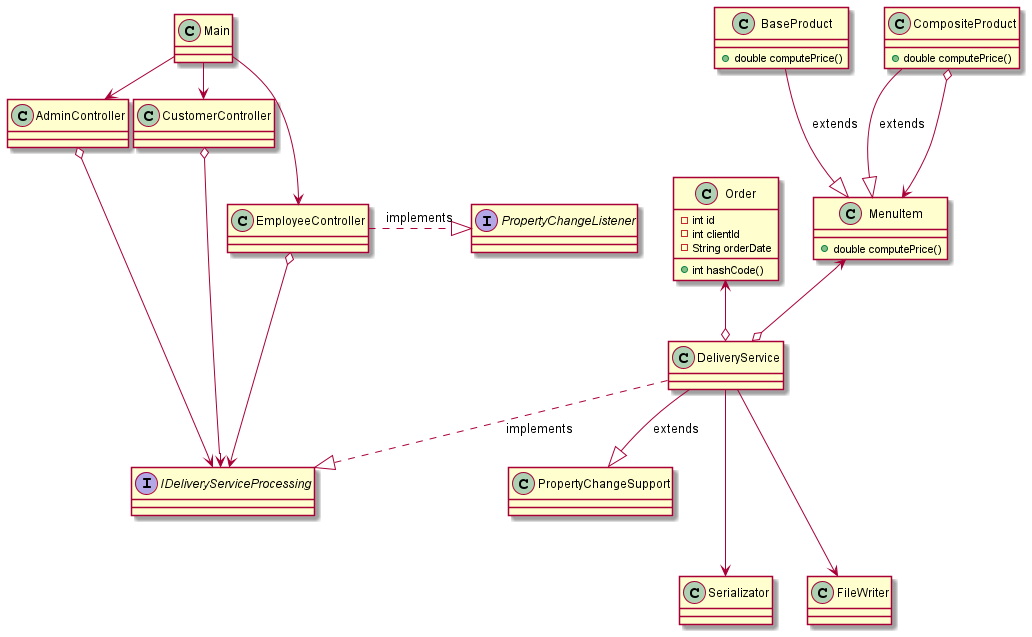 C Main
C BaseProduct
double computePrice()
C CompositeProduct
double computePrice()
C AdminController
C CustomerController
extends
extends
C Order
int id
int clientId
String orderDate
int hashCode()
C EmployeeController
implements
I PropertyChangeListener
C MenuItem
double computePrice()
C DeliveryService
implements
extends
I IDeliveryServiceProcessing
C PropertyChangeSupport
C Serializator
C FileWriter